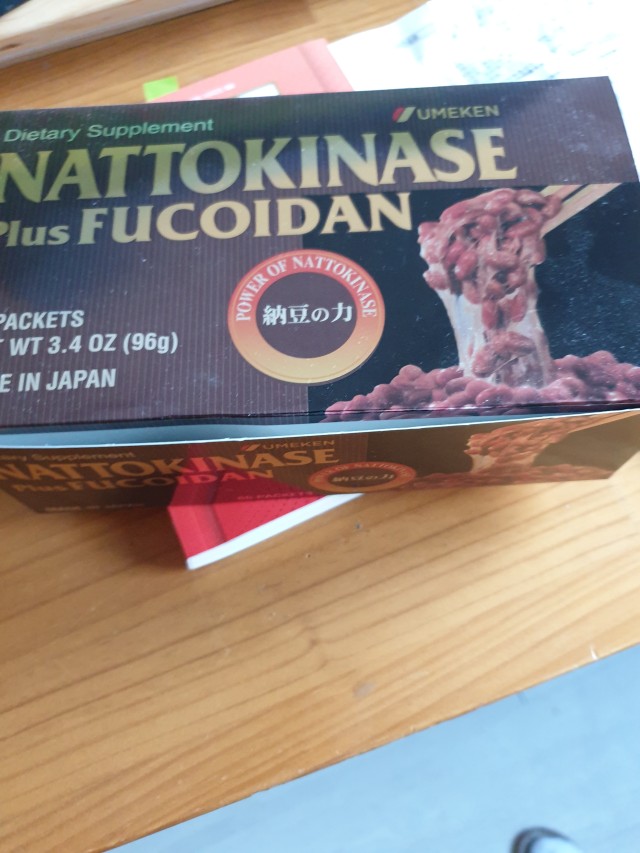 Dietary Supplement
UMEKEN
NATTOKINASE
Plus FUCOIDAN
POWER OF NATTOKINASE
納豆の力
PACKETS
WT 3.4 OZ (96g)
IN JAPAN
Supplement
UMEKEN
NATTOKINASE
Plus FUCOIDAN
納豆の力